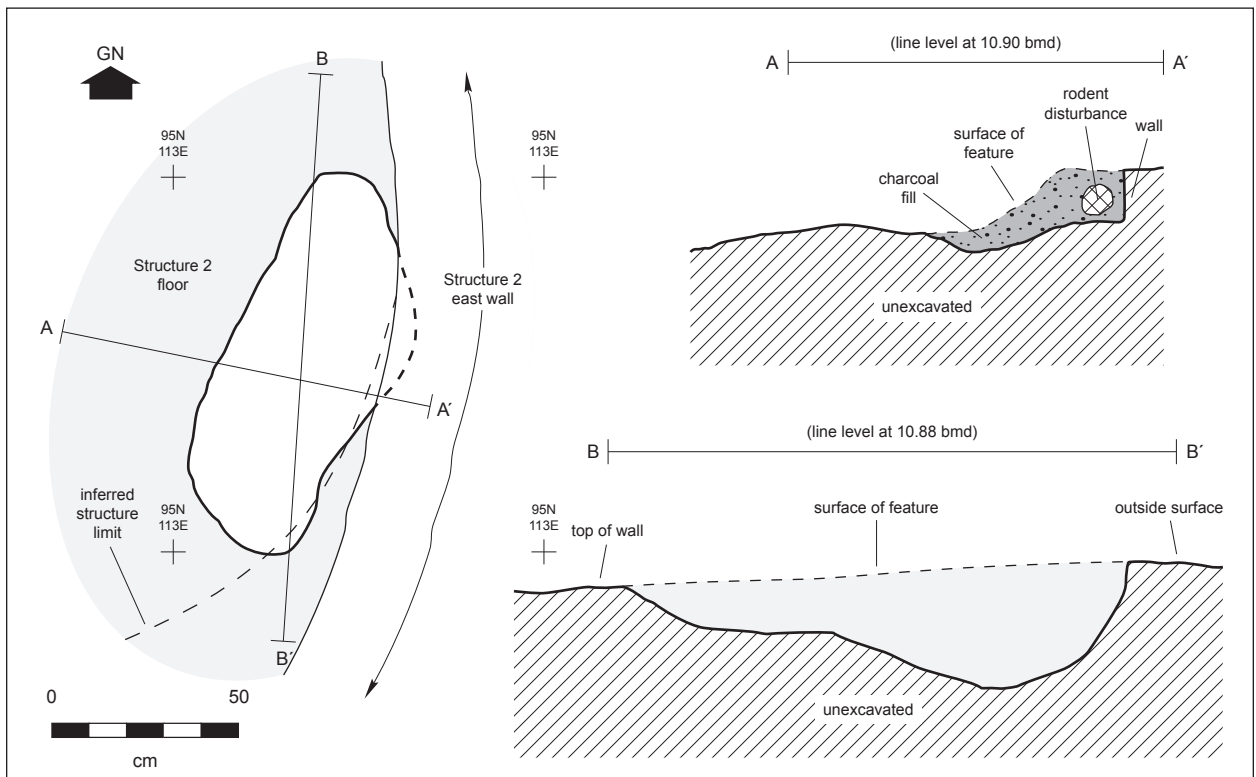 GN
B
95N
113E
95N
113E
Structure 2
floor
Structure 2
east wall
A
A′
inferred
structure
limit
95N
113E
95N
113E
B′
0
50
cm
(line level at 10.90 bmd)
A
A′
rodent
disturbance
wall
surface of
feature
charcoal
fill
unexcavated
(line level at 10.88 bmd)
B
B′
top of wall
surface of feature
outside surface
unexcavated